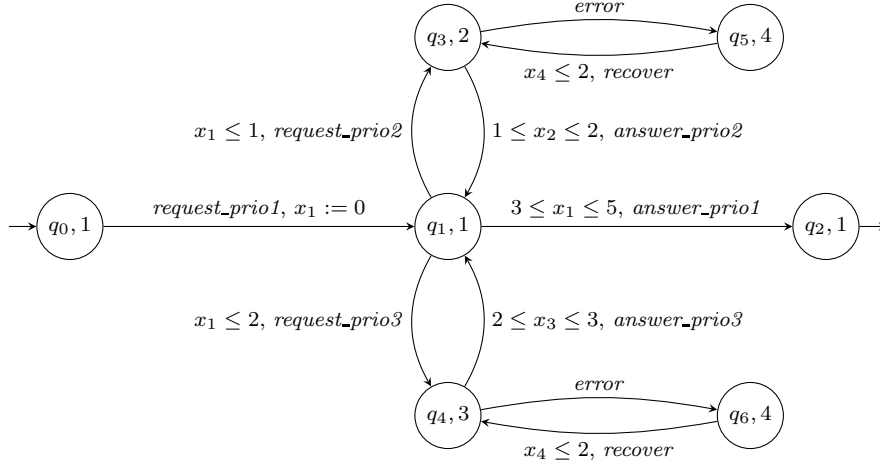 error
q₃, 2
q₅, 4
x₄ ≤ 2, recover
x₁ ≤ 1, request_prio2
1 ≤ x₂ ≤ 2, answer_prio2
request_prio1, x₁ := 0
3 ≤ x₁ ≤ 5, answer_prio1
q₀, 1
q₁, 1
q₂, 1
x₁ ≤ 2, request_prio3
2 ≤ x₃ ≤ 3, answer_prio3
error
q₄, 3
q₆, 4
x₄ ≤ 2, recover